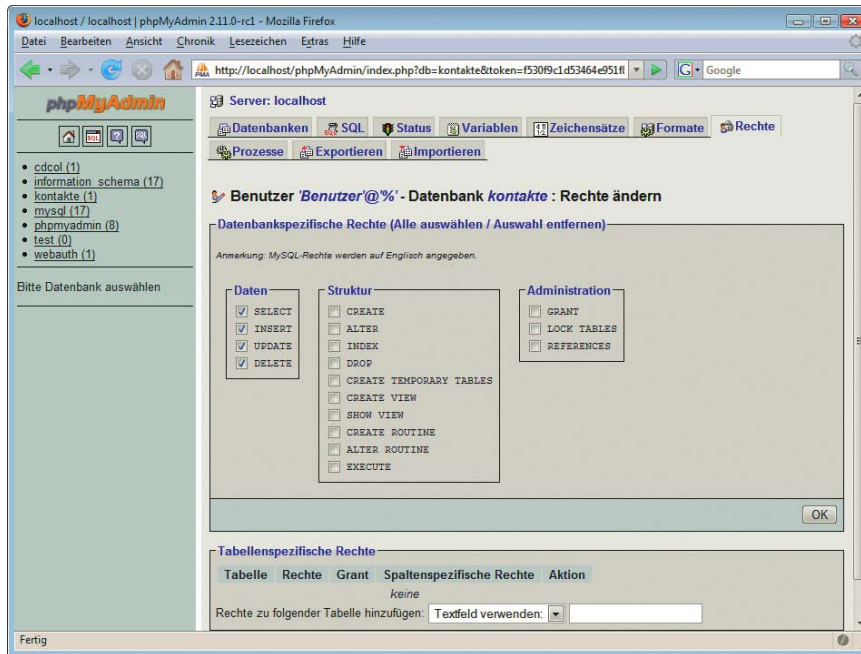 localhost / localhost | phpMyAdmin 2.11.0-rc1 - Mozilla Firefox
Datei Bearbeiten Ansicht Chronik Lesezeichen Extras Hilfe
http://localhost/phpMyAdmin/index.php?db=kontakte&token=f530f9c1d53464e951fl
Google
phpMyAdmin
cdcol (1)
information_schema (17)
kontakte (1)
mysql (17)
phpmyadmin (8)
test (0)
webauth (1)
Bitte Datenbank auswählen
Server: localhost
Datenbanken SQL Status Variablen Zeichensätze Formate Rechte
Prozesse Exportieren Importieren
Benutzer 'Benutzer'@'%' - Datenbank kontakte : Rechte ändern
Datenbankspezifische Rechte (Alle auswählen / Auswahl entfernen)
Anmerkung: MySQL-Rechte werden auf Englisch angegeben.
Daten
SELECT
INSERT
UPDATE
DELETE
Struktur
CREATE
ALTER
INDEX
DROP
CREATE TEMPORARY TABLES
CREATE VIEW
SHOW VIEW
CREATE ROUTINE
ALTER ROUTINE
EXECUTE
Administration
GRANT
LOCK TABLES
REFERENCES
OK
Tabellenspezifische Rechte
Tabelle Rechte Grant Spaltenspezifische Rechte Aktion
keine
Rechte zu folgender Tabelle hinzufügen: Textfeld verwenden:
Fertig